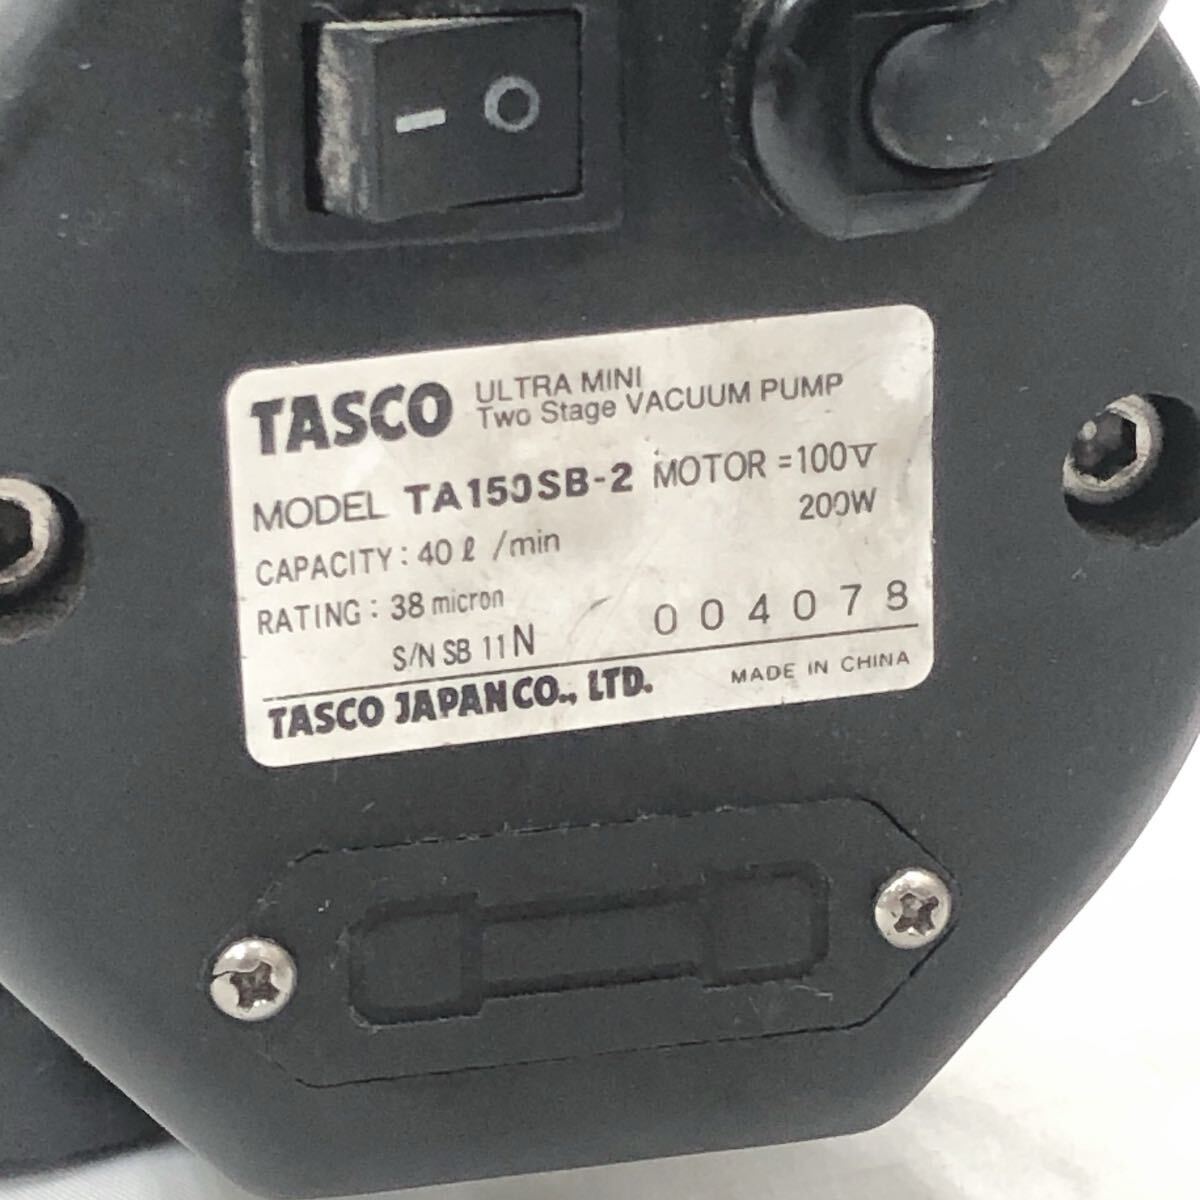 TASCO ULTRA MINI
Two Stage VACUUM PUMP
MODEL TA150SB-2 MOTOR =100V
200W
CAPACITY : 40 ℓ /min
RATING : 38 micron
S/N SB 11 N 004078
TASCO JAPAN CO., LTD. MADE IN CHINA